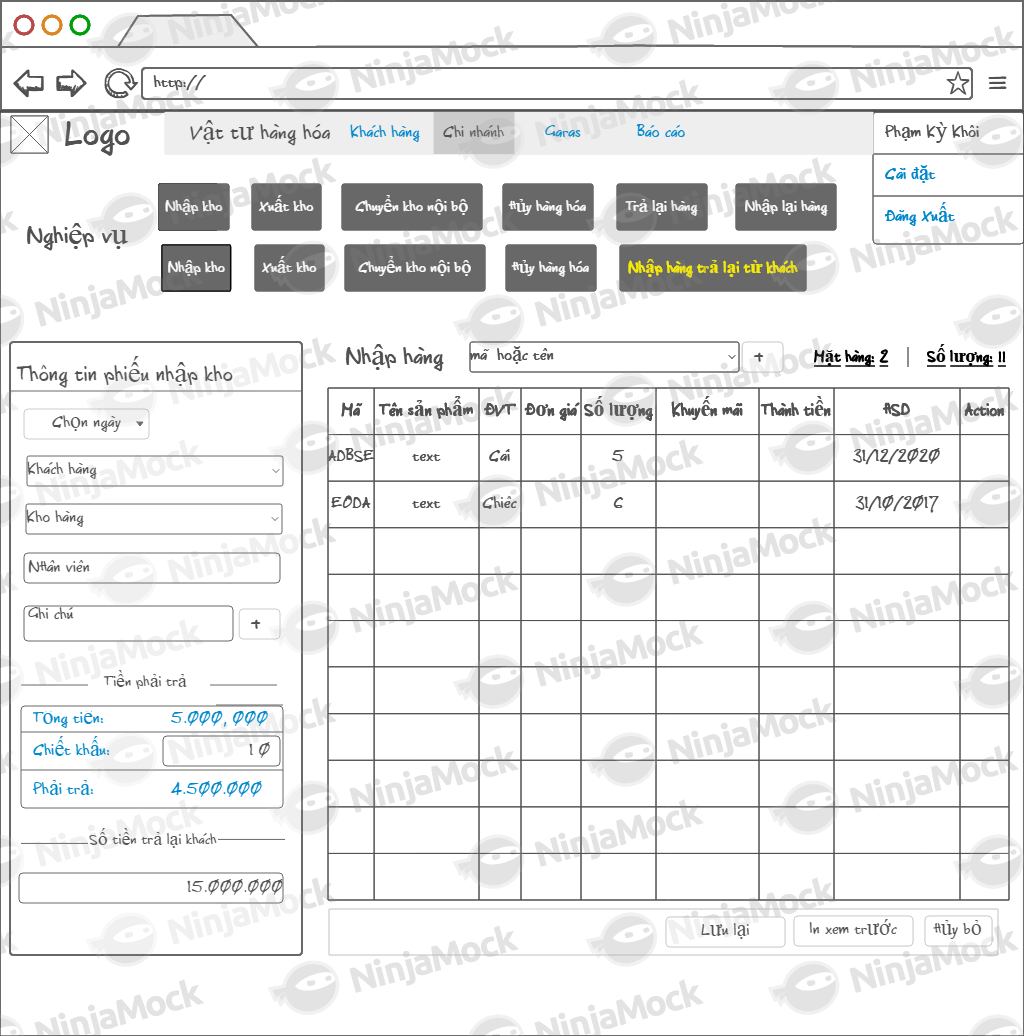 http://
Logo
Vật tư hàng hóa
Khách hàng
Chi nhánh
Garas
Báo cáo
Phạm Kỳ Khôi
Cài đặt
Đăng Xuất
Nghiệp vụ
Nhập kho
Xuất kho
Chuyển kho nội bộ
Hủy hàng hóa
Trả lại hàng
Nhập lại hàng
Nhập kho
Xuất kho
Chuyển kho nội bộ
Hủy hàng hóa
Nhập hàng trả lại từ khách
Thông tin phiếu nhập kho
Chọn ngày
Khách hàng
Kho hàng
Nhân viên
Ghi chú
+
Tiền phải trả
Tổng tiền: 5.000,000
Chiết khấu: 10
Phải trả: 4.500.000
Số tiền trả lại khách
15.000.000
Nhập hàng
mã hoặc tên
+
Mặt hàng: 2 | Số lượng: 11
Mã Tên sản phẩm ĐVT Đơn giá Số lượng Khuyến mãi Thành tiền HSD Action
ADBSE text Cái 5 31/12/2020
EODA text Chiếc 6 31/10/2017
Lưu lại
In xem trước
Hủy bỏ
NinjaMock